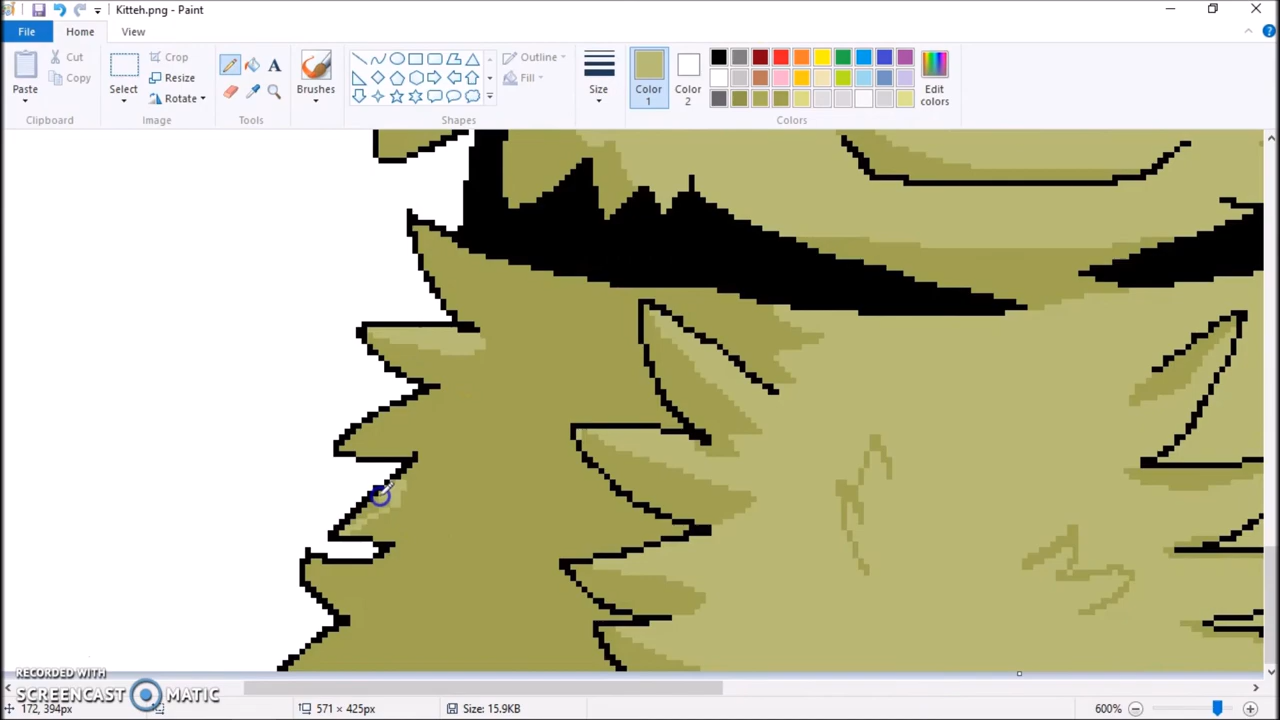 Kitteh.png - Paint
File Home View
Paste
Cut
Copy
Clipboard
Select
Crop
Resize
Rotate
Image
A
Tools
Brushes
Outline
Fill
Shapes
Size
Color 1
Color 2
Edit colors
Colors
RECORDED WITH
SCREENCAST MATIC
172, 394px
571 × 425px
Size: 15.9KB
600%